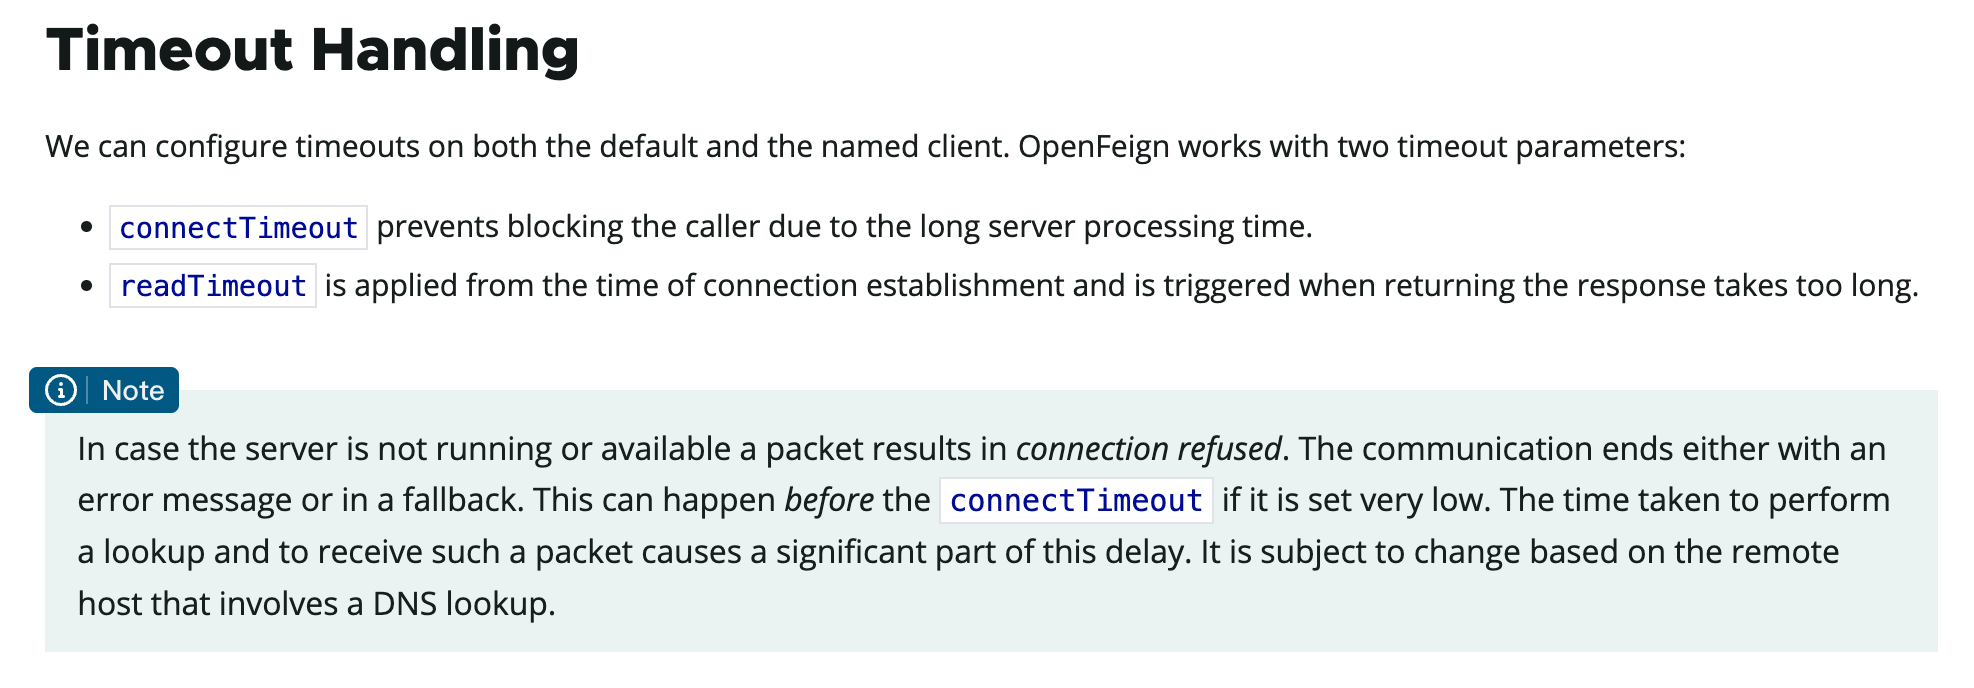 Timeout Handling
We can configure timeouts on both the default and the named client. OpenFeign works with two timeout parameters:
connectTimeout prevents blocking the caller due to the long server processing time.
readTimeout is applied from the time of connection establishment and is triggered when returning the response takes too long.
Note
In case the server is not running or available a packet results in connection refused. The communication ends either with an
error message or in a fallback. This can happen before the connectTimeout if it is set very low. The time taken to perform
a lookup and to receive such a packet causes a significant part of this delay. It is subject to change based on the remote
host that involves a DNS lookup.